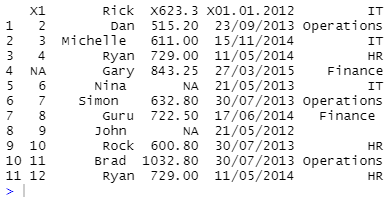 X1 Rick X623.3 X01.01.2012 IT
1 2 Dan 515.20 23/09/2013 Operations
2 3 Michelle 611.00 15/11/2014 IT
3 4 Ryan 729.00 11/05/2014 HR
4 NA Gary 843.25 27/03/2015 Finance
5 6 Nina NA 21/05/2013 IT
6 7 Simon 632.80 30/07/2013 Operations
7 8 Guru 722.50 17/06/2014 Finance
8 9 John NA 21/05/2012
9 10 Rock 600.80 30/07/2013 HR
10 11 Brad 1032.80 30/07/2013 Operations
11 12 Ryan 729.00 11/05/2014 HR
>